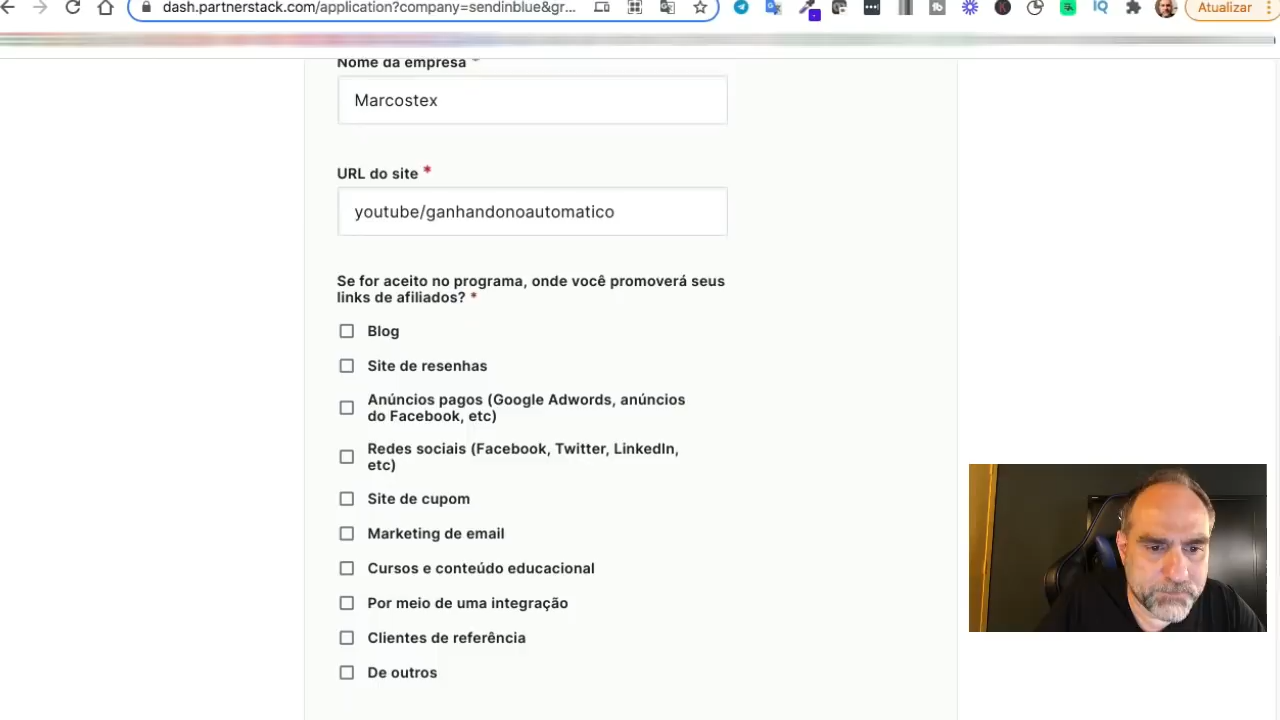 dash.partnerstack.com/application?company=sendinblue&gr...
Atualizar
Nome da empresa *
Marcostex
URL do site *
youtube/ganhandonoautomatico
Se for aceito no programa, onde você promoverá seus
links de afiliados? *
Blog
Site de resenhas
Anúncios pagos (Google Adwords, anúncios
do Facebook, etc)
Redes sociais (Facebook, Twitter, LinkedIn,
etc)
Site de cupom
Marketing de email
Cursos e conteúdo educacional
Por meio de uma integração
Clientes de referência
De outros